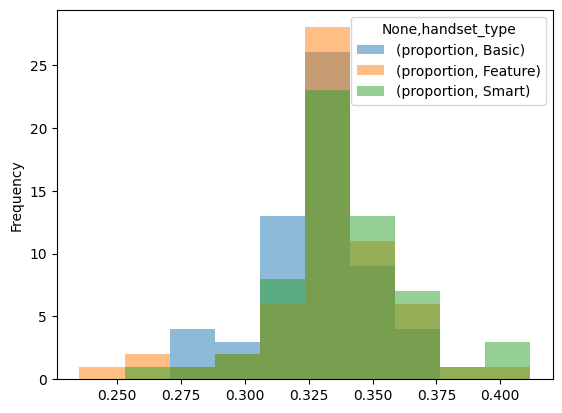 None,handset_type
(proportion, Basic)
(proportion, Feature)
(proportion, Smart)
Frequency
25
20
15
10
5
0
0.250 0.275 0.300 0.325 0.350 0.375 0.400